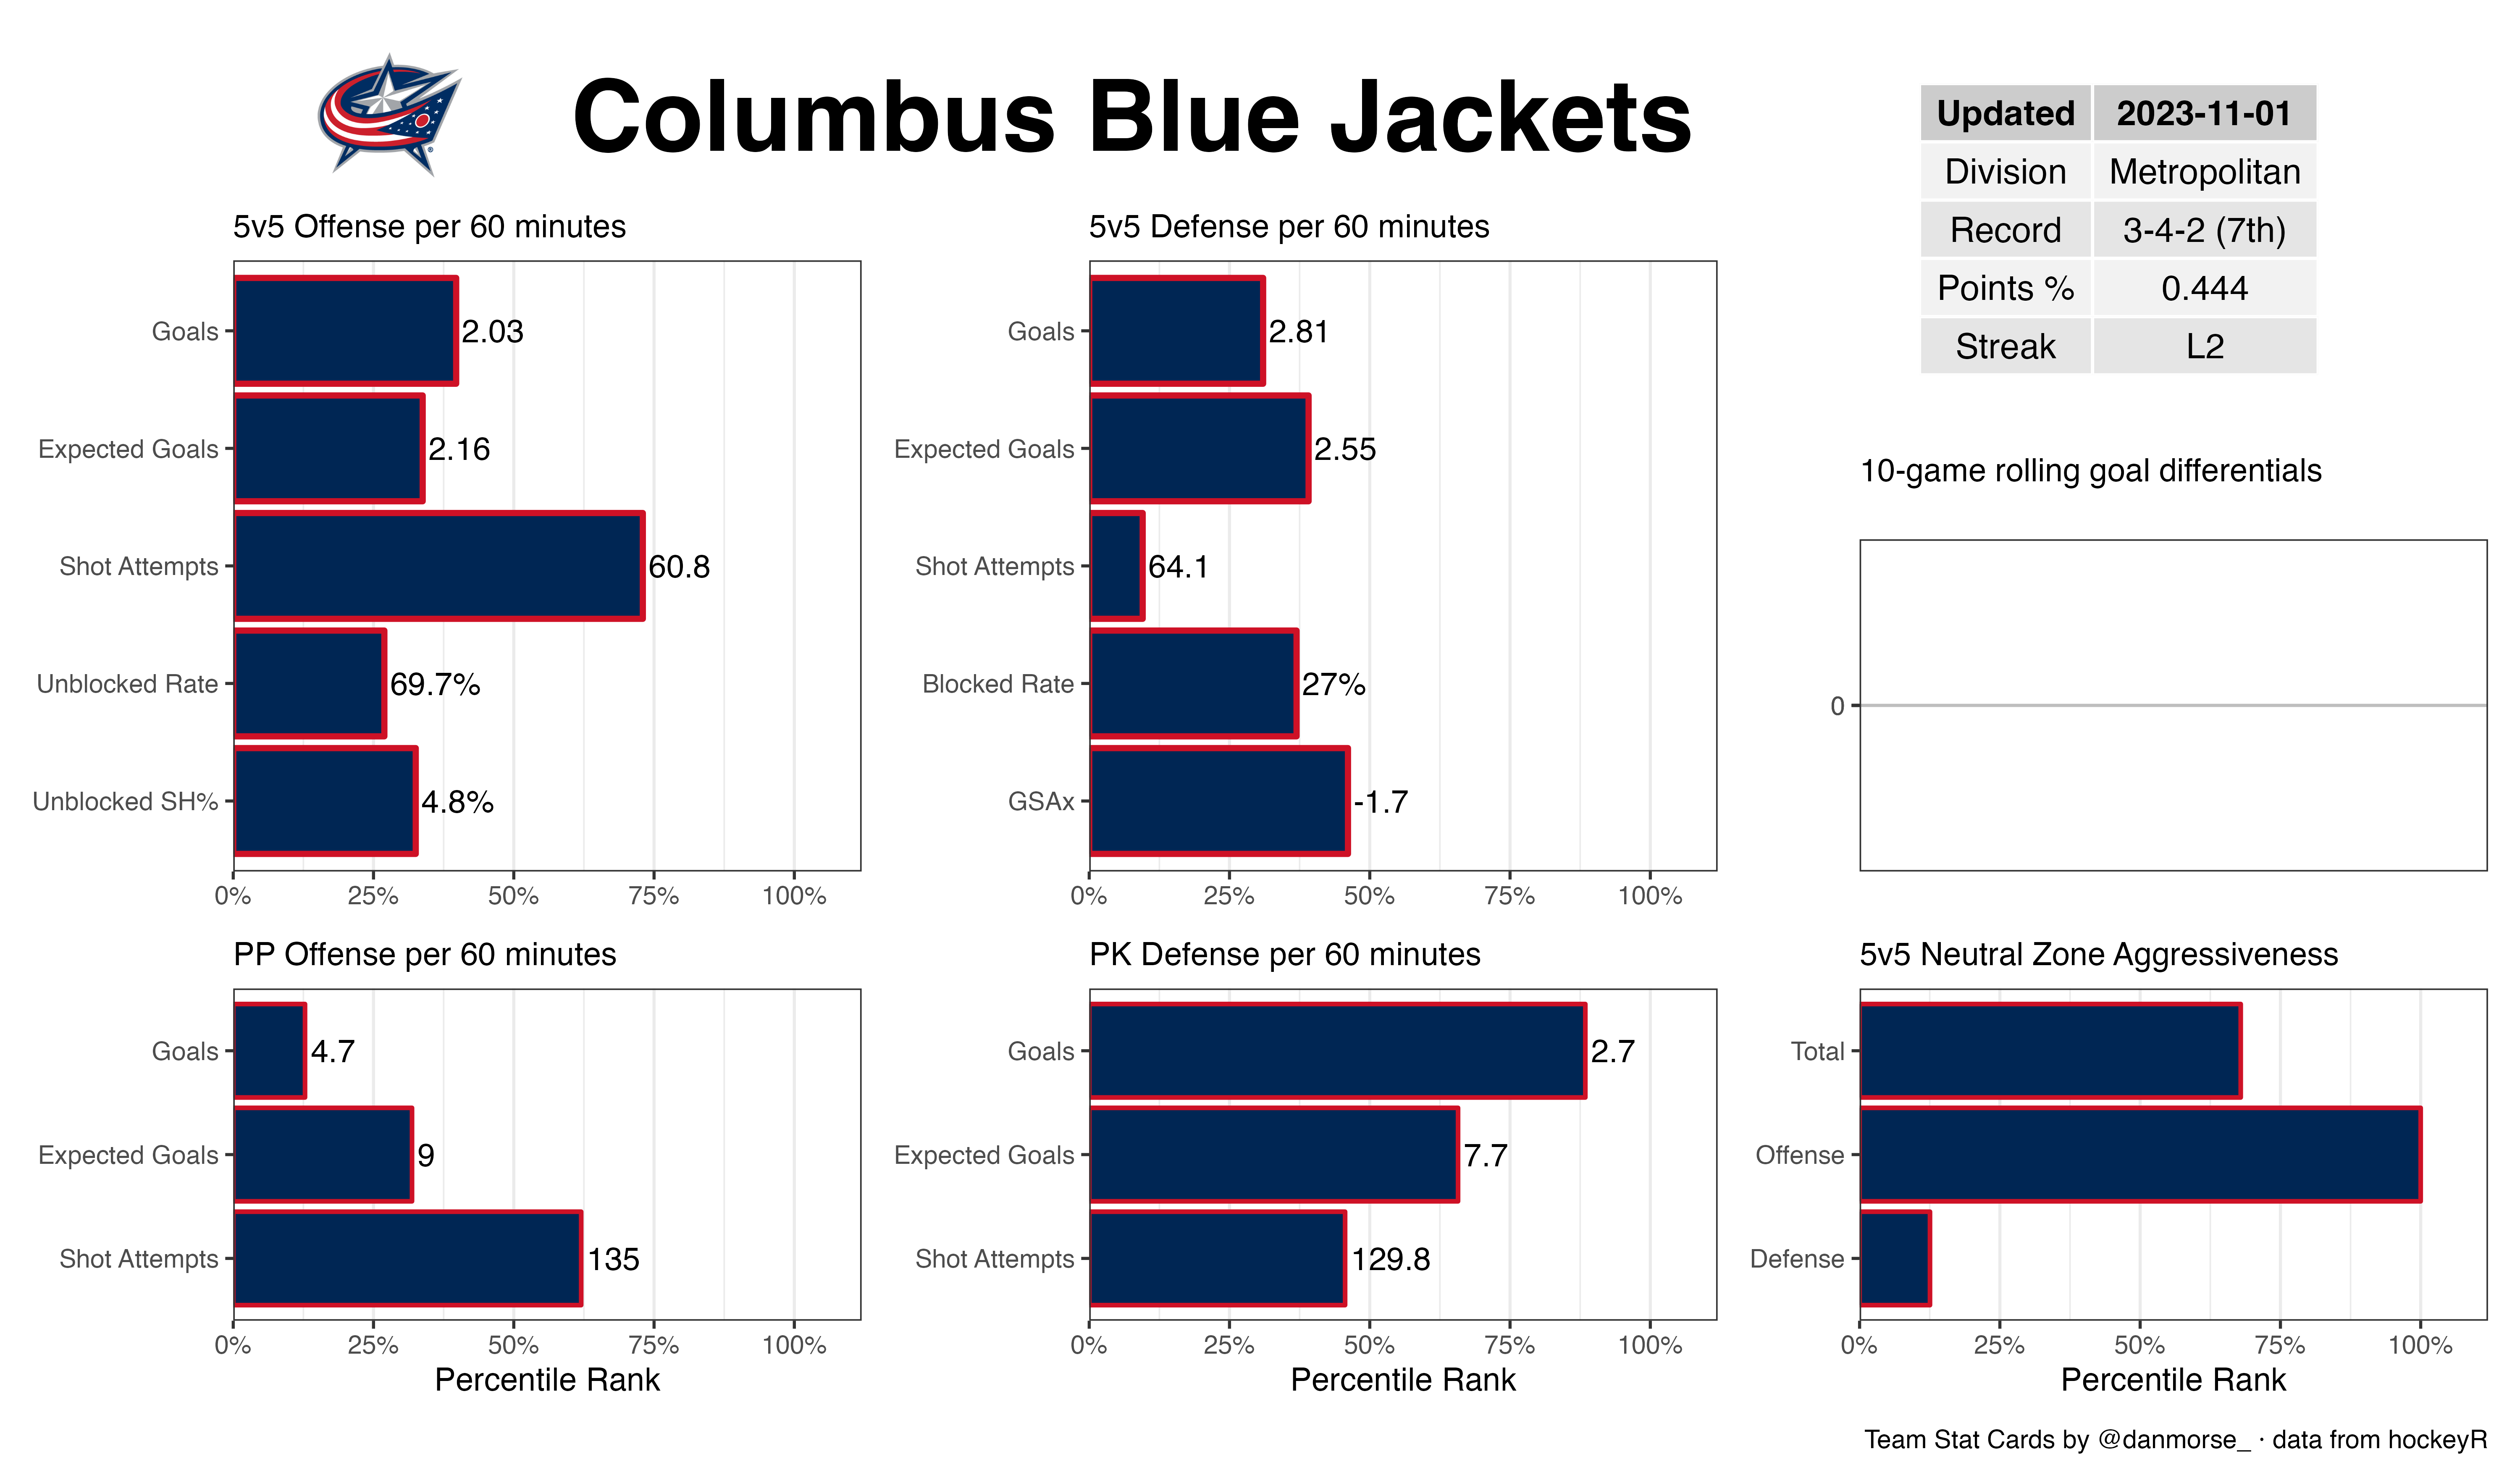 Columbus Blue Jackets
Updated 2023-11-01
Division Metropolitan
Record 3-4-2 (7th)
Points % 0.444
Streak L2
5v5 Offense per 60 minutes
Goals 2.03
Expected Goals 2.16
Shot Attempts 60.8
Unblocked Rate 69.7%
Unblocked SH% 4.8%
0% 25% 50% 75% 100%
5v5 Defense per 60 minutes
Goals 2.81
Expected Goals 2.55
Shot Attempts 64.1
Blocked Rate 27%
GSAx -1.7
0% 25% 50% 75% 100%
10-game rolling goal differentials
0
PP Offense per 60 minutes
Goals 4.7
Expected Goals 9
Shot Attempts 135
0% 25% 50% 75% 100%
Percentile Rank
PK Defense per 60 minutes
Goals 2.7
Expected Goals 7.7
Shot Attempts 129.8
0% 25% 50% 75% 100%
Percentile Rank
5v5 Neutral Zone Aggressiveness
Total
Offense
Defense
0% 25% 50% 75% 100%
Percentile Rank
Team Stat Cards by @danmorse_ · data from hockeyR